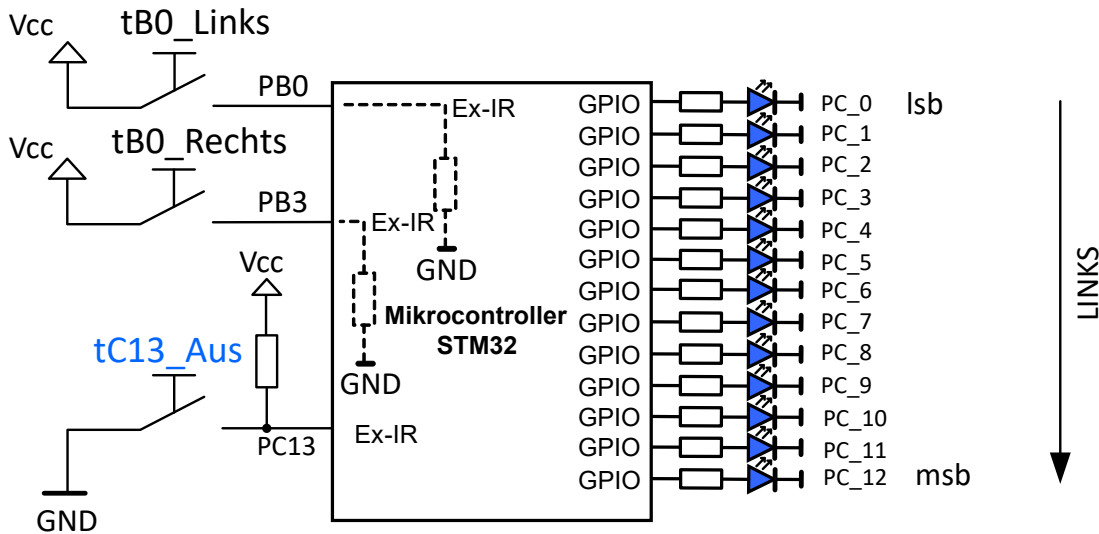 Vcc
tB0_Links
PB0
Ex-IR
GND
Vcc
tB0_Rechts
PB3
Ex-IR
GND
Vcc
tC13_Aus
PC13
Ex-IR
GND
Mikrocontroller
STM32
GPIO PC_0 lsb
GPIO PC_1
GPIO PC_2
GPIO PC_3
GPIO PC_4
GPIO PC_5
GPIO PC_6
GPIO PC_7
GPIO PC_8
GPIO PC_9
GPIO PC_10
GPIO PC_11
GPIO PC_12 msb
LINKS